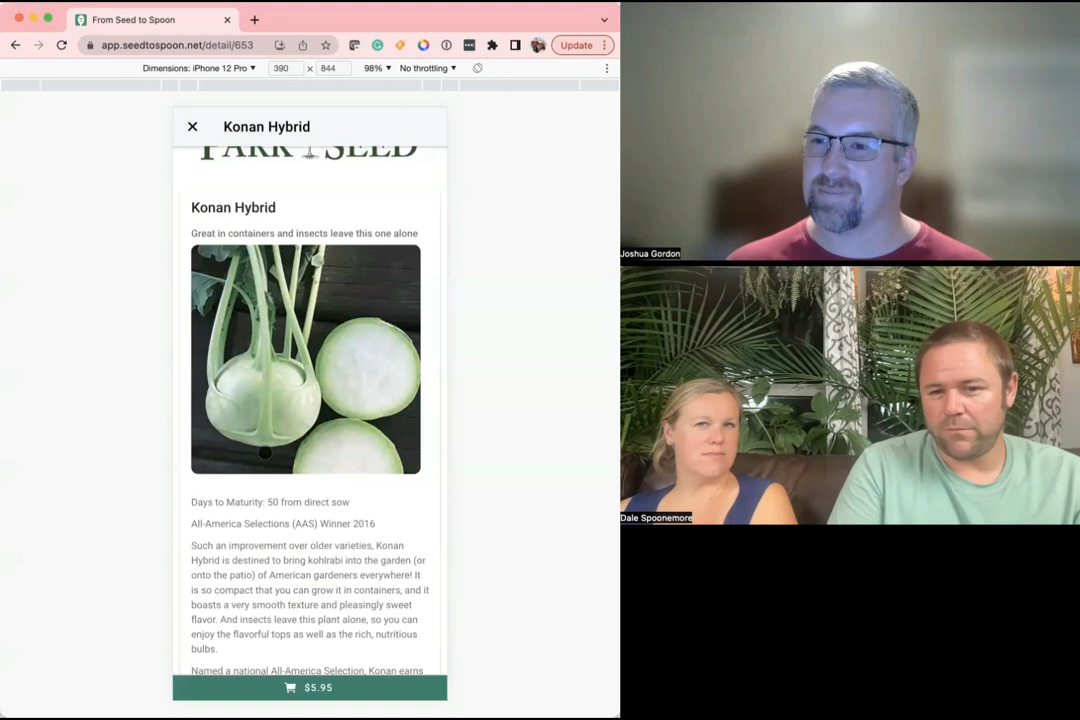 From Seed to Spoon
app.seedtospoon.net/detail/653
Update
Dimensions: iPhone 12 Pro
390 x 844
98%
No throttling
Konan Hybrid
PARK SEED
Konan Hybrid
Great in containers and insects leave this one alone
Days to Maturity: 50 from direct sow
All-America Selections (AAS) Winner 2016
Such an improvement over older varieties, Konan
Hybrid is destined to bring kohlrabi into the garden (or
onto the patio) of American gardeners everywhere! It
is so compact that you can grow it in containers, and it
boasts a very smooth texture and pleasingly sweet
flavor. And insects leave this plant alone, so you can
enjoy the flavorful tops as well as the rich, nutritious
bulbs.
Named a national All-America Selection, Konan earns
$5.95
Joshua Gordon
Dale Spoonemore